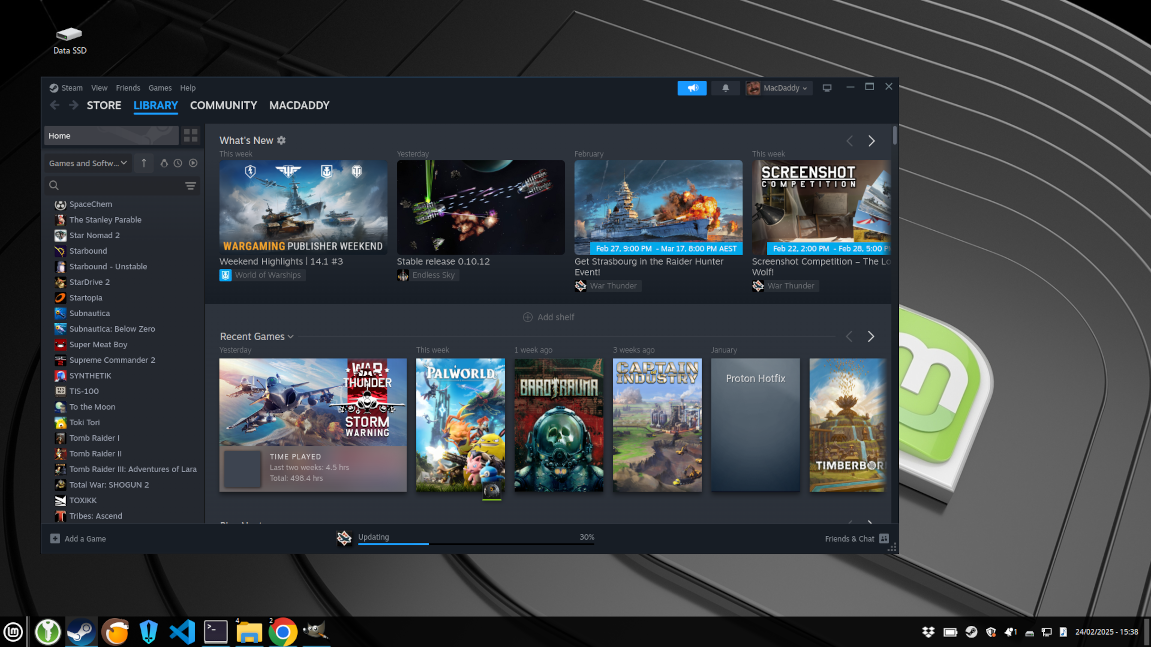 Data SSD
Steam View Friends Games Help
MacDaddy
STORE LIBRARY COMMUNITY MACDADDY
Home
Games and Softw...
SpaceChem
The Stanley Parable
Star Nomad 2
Starbound
Starbound - Unstable
StarDrive 2
Startopia
Subnautica
Subnautica: Below Zero
Super Meat Boy
Supreme Commander 2
SYNTHETIK
TIS-100
To the Moon
Toki Tori
Tomb Raider I
Tomb Raider II
Tomb Raider III: Adventures of Lara
Total War: SHOGUN 2
TOXIKK
Tribes: Ascend
What's New
This week
WARGAMING PUBLISHER WEEKEND
Weekend Highlights | 14.1 #3
World of Warships
Yesterday
Stable release 0.10.12
Endless Sky
February
Feb 27, 9:00 PM - Mar 17, 8:00 PM AEST
Get Strasbourg in the Raider Hunter
Event!
War Thunder
This week
SCREENSHOT
COMPETITION
Feb 22, 2:00 PM - Feb 28, 5:00 P
Screenshot Competition – The Lo
Wolf!
War Thunder
Add shelf
Recent Games
Yesterday
WAR
THUNDER
STORM
WARNING
TIME PLAYED
Last two weeks: 4.5 hrs
Total: 498.4 hrs
This week
PALWORLD
1 week ago
BAROTRAUMA
3 weeks ago
CAPTAIN
INDUSTRY
January
Proton Hotfix
TIMBERBOR
Add a Game
Updating 30%
Friends & Chat
4
2
1
24/02/2025 - 15:38